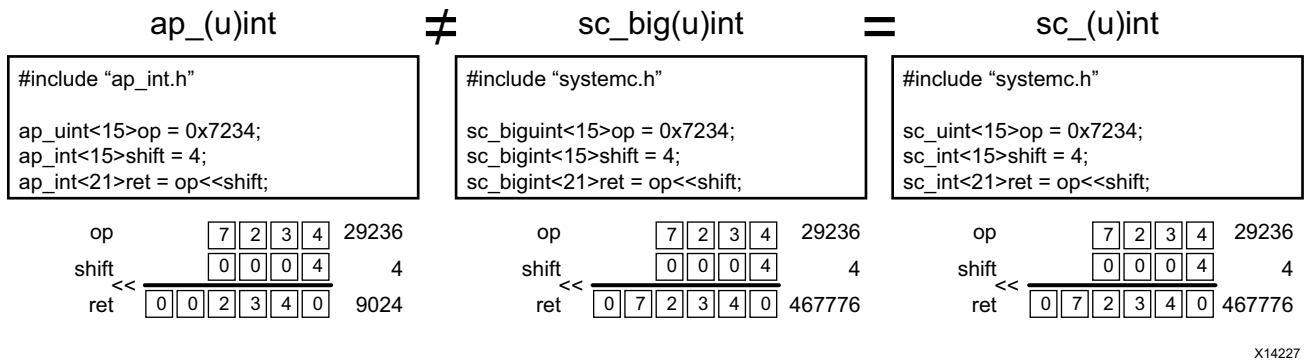 ap_(u)int ≠ sc_big(u)int = sc_(u)int
#include “ap_int.h”
ap_uint<15>op = 0x7234;
ap_int<15>shift = 4;
ap_int<21>ret = op<<shift;
op 7 2 3 4 29236
shift 0 0 0 4 4
<<
ret 0 0 2 3 4 0 9024
#include “systemc.h”
sc_biguint<15>op = 0x7234;
sc_bigint<15>shift = 4;
sc_bigint<21>ret = op<<shift;
op 7 2 3 4 29236
shift 0 0 0 4 4
<<
ret 0 7 2 3 4 0 467776
#include “systemc.h”
sc_uint<15>op = 0x7234;
sc_int<15>shift = 4;
sc_int<21>ret = op<<shift;
op 7 2 3 4 29236
shift 0 0 0 4 4
<<
ret 0 7 2 3 4 0 467776
X14227